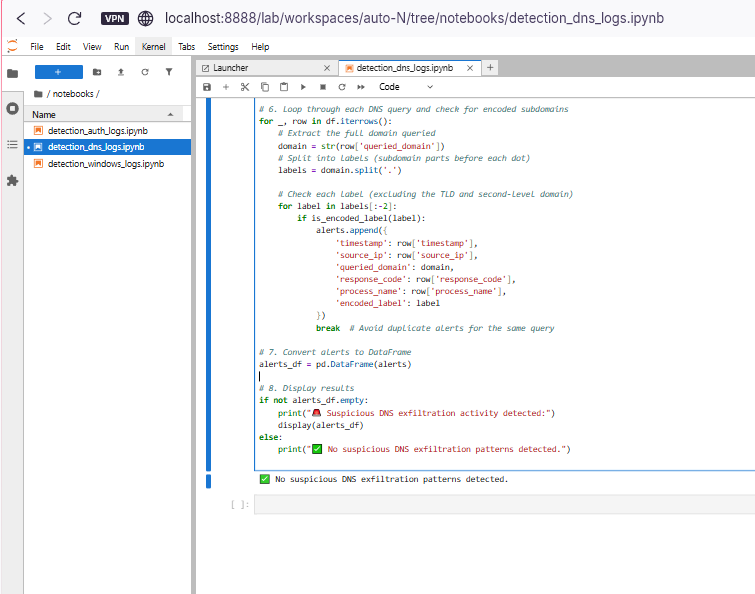 VPN localhost:8888/lab/workspaces/auto-N/tree/notebooks/detection_dns_logs.ipynb
File Edit View Run Kernel Tabs Settings Help
/ notebooks /
Name
detection_auth_logs.ipynb
detection_dns_logs.ipynb
detection_windows_logs.ipynb
Launcher
detection_dns_logs.ipynb
Code
# 6. Loop through each DNS query and check for encoded subdomains
for _, row in df.iterrows():
    # Extract the full domain queried
    domain = str(row['queried_domain'])
    # Split into labels (subdomain parts before each dot)
    labels = domain.split('.')
    # Check each label (excluding the TLD and second-level domain)
    for label in labels[:-2]:
        if is_encoded_label(label):
            alerts.append({
                'timestamp': row['timestamp'],
                'source_ip': row['source_ip'],
                'queried_domain': domain,
                'response_code': row['response_code'],
                'process_name': row['process_name'],
                'encoded_label': label
            })
            break  # Avoid duplicate alerts for the same query
# 7. Convert alerts to DataFrame
alerts_df = pd.DataFrame(alerts)
# 8. Display results
if not alerts_df.empty:
    print("🚨 Suspicious DNS exfiltration activity detected:")
    display(alerts_df)
else:
    print("✅ No suspicious DNS exfiltration patterns detected.")
✅ No suspicious DNS exfiltration patterns detected.
[ ]: